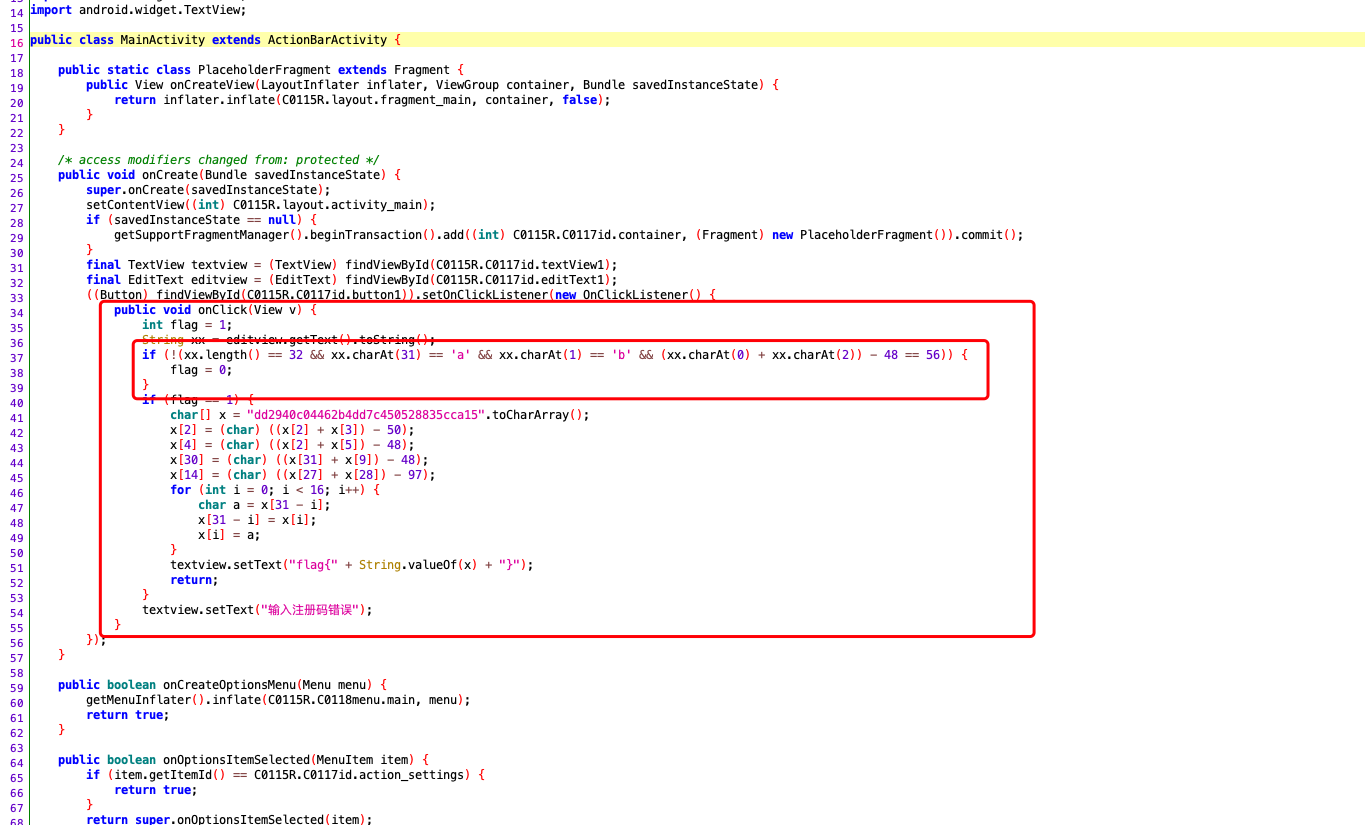 14 import android.widget.TextView;
15
16 public class MainActivity extends ActionBarActivity {
17
18 public static class PlaceholderFragment extends Fragment {
19 public View onCreateView(LayoutInflater inflater, ViewGroup container, Bundle savedInstanceState) {
20 return inflater.inflate(C0115R.layout.fragment_main, container, false);
21 }
22 }
23
24 /* access modifiers changed from: protected */
25 public void onCreate(Bundle savedInstanceState) {
26 super.onCreate(savedInstanceState);
27 setContentView((int) C0115R.layout.activity_main);
28 if (savedInstanceState == null) {
29 getSupportFragmentManager().beginTransaction().add((int) C0115R.C0117id.container, (Fragment) new PlaceholderFragment()).commit();
30 }
31 final TextView textview = (TextView) findViewById(C0115R.C0117id.textView1);
32 final EditText editview = (EditText) findViewById(C0115R.C0117id.editText1);
33 ((Button) findViewById(C0115R.C0117id.button1)).setOnClickListener(new OnClickListener() {
34 public void onClick(View v) {
35 int flag = 1;
36 String xx = editview.getText().toString();
37 if (!(xx.length() == 32 && xx.charAt(31) == 'a' && xx.charAt(1) == 'b' && (xx.charAt(0) + xx.charAt(2)) - 48 == 56)) {
38 flag = 0;
39 }
40 if (flag == 1) {
41 char[] x = "dd2940c04462b4dd7c450528835cca15".toCharArray();
42 x[2] = (char) ((x[2] + x[3]) - 50);
43 x[4] = (char) ((x[2] + x[5]) - 48);
44 x[30] = (char) ((x[31] + x[9]) - 48);
45 x[14] = (char) ((x[27] + x[28]) - 97);
46 for (int i = 0; i < 16; i++) {
47 char a = x[31 - i];
48 x[31 - i] = x[i];
49 x[i] = a;
50 }
51 textview.setText("flag{" + String.valueOf(x) + "}");
52 return;
53 }
54 textview.setText("输入注册码错误");
55 }
56 });
57 }
58
59 public boolean onCreateOptionsMenu(Menu menu) {
60 getMenuInflater().inflate(C0115R.C0118menu.main, menu);
61 return true;
62 }
63
64 public boolean onOptionsItemSelected(MenuItem item) {
65 if (item.getItemId() == C0115R.C0117id.action_settings) {
66 return true;
67 }
68 return super.onOptionsItemSelected(item);